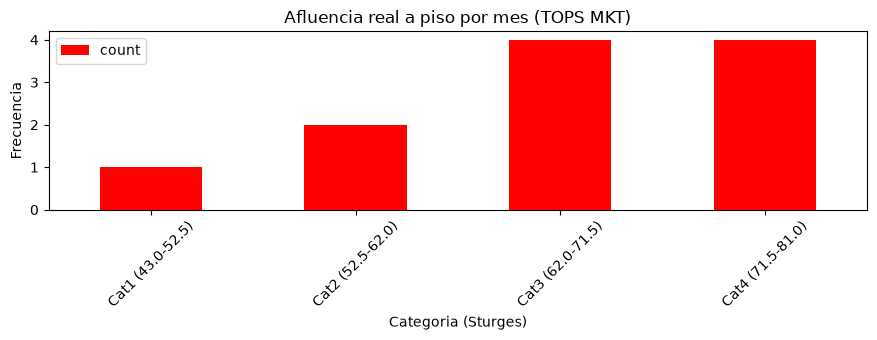 Afluencia real a piso por mes (TOPS MKT)
count
Frecuencia
4
3
2
1
0
Cat1 (43.0-52.5)
Cat2 (52.5-62.0)
Cat3 (62.0-71.5)
Cat4 (71.5-81.0)
Categoria (Sturges)